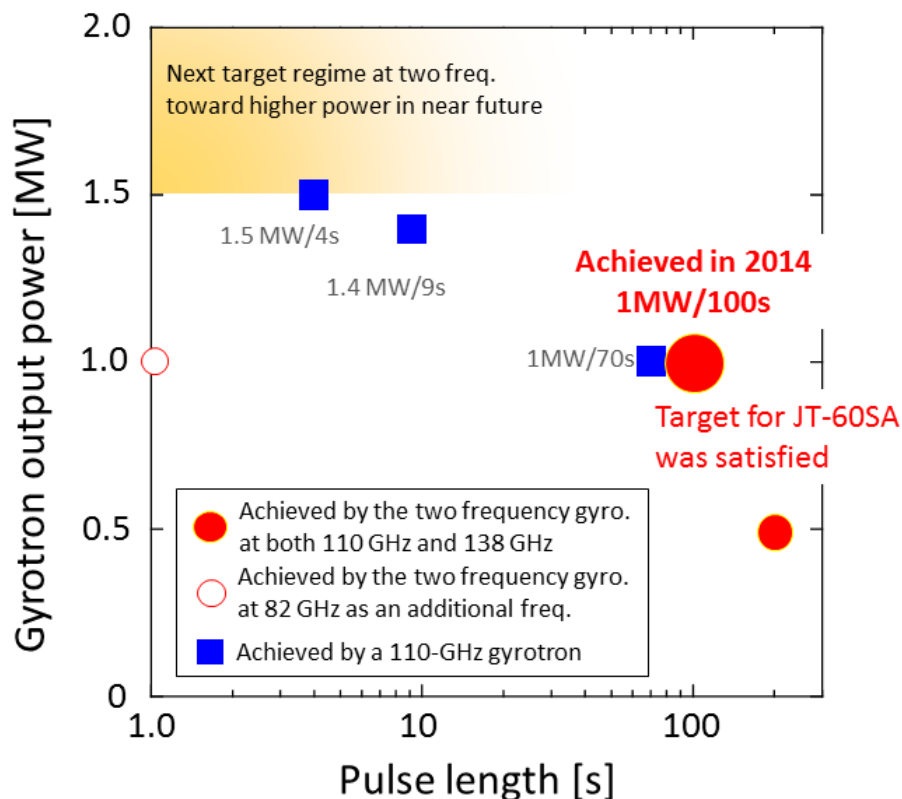 Gyrotron output power [MW]
2.0
1.5
1.0
0.5
0
Next target regime at two freq.
toward higher power in near future
1.5 MW/4s
1.4 MW/9s
Achieved in 2014
1MW/100s
1MW/70s
Target for JT-60SA
was satisfied
Achieved by the two frequency gyro.
at both 110 GHz and 138 GHz
Achieved by the two frequency gyro.
at 82 GHz as an additional freq.
Achieved by a 110-GHz gyrotron
1.0
10
100
Pulse length [s]